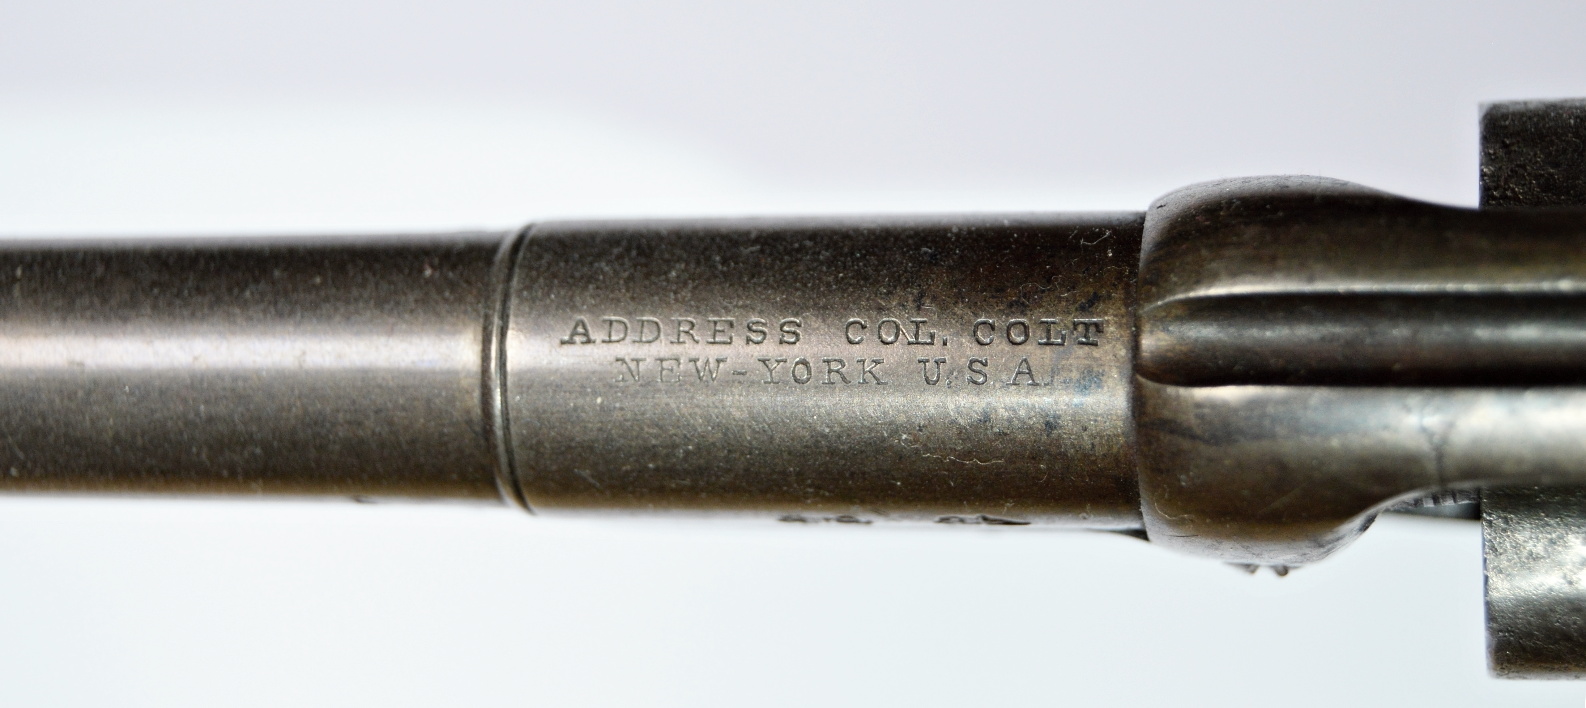 ADDRESS COL. COLT
NEW-YORK U.S.A.